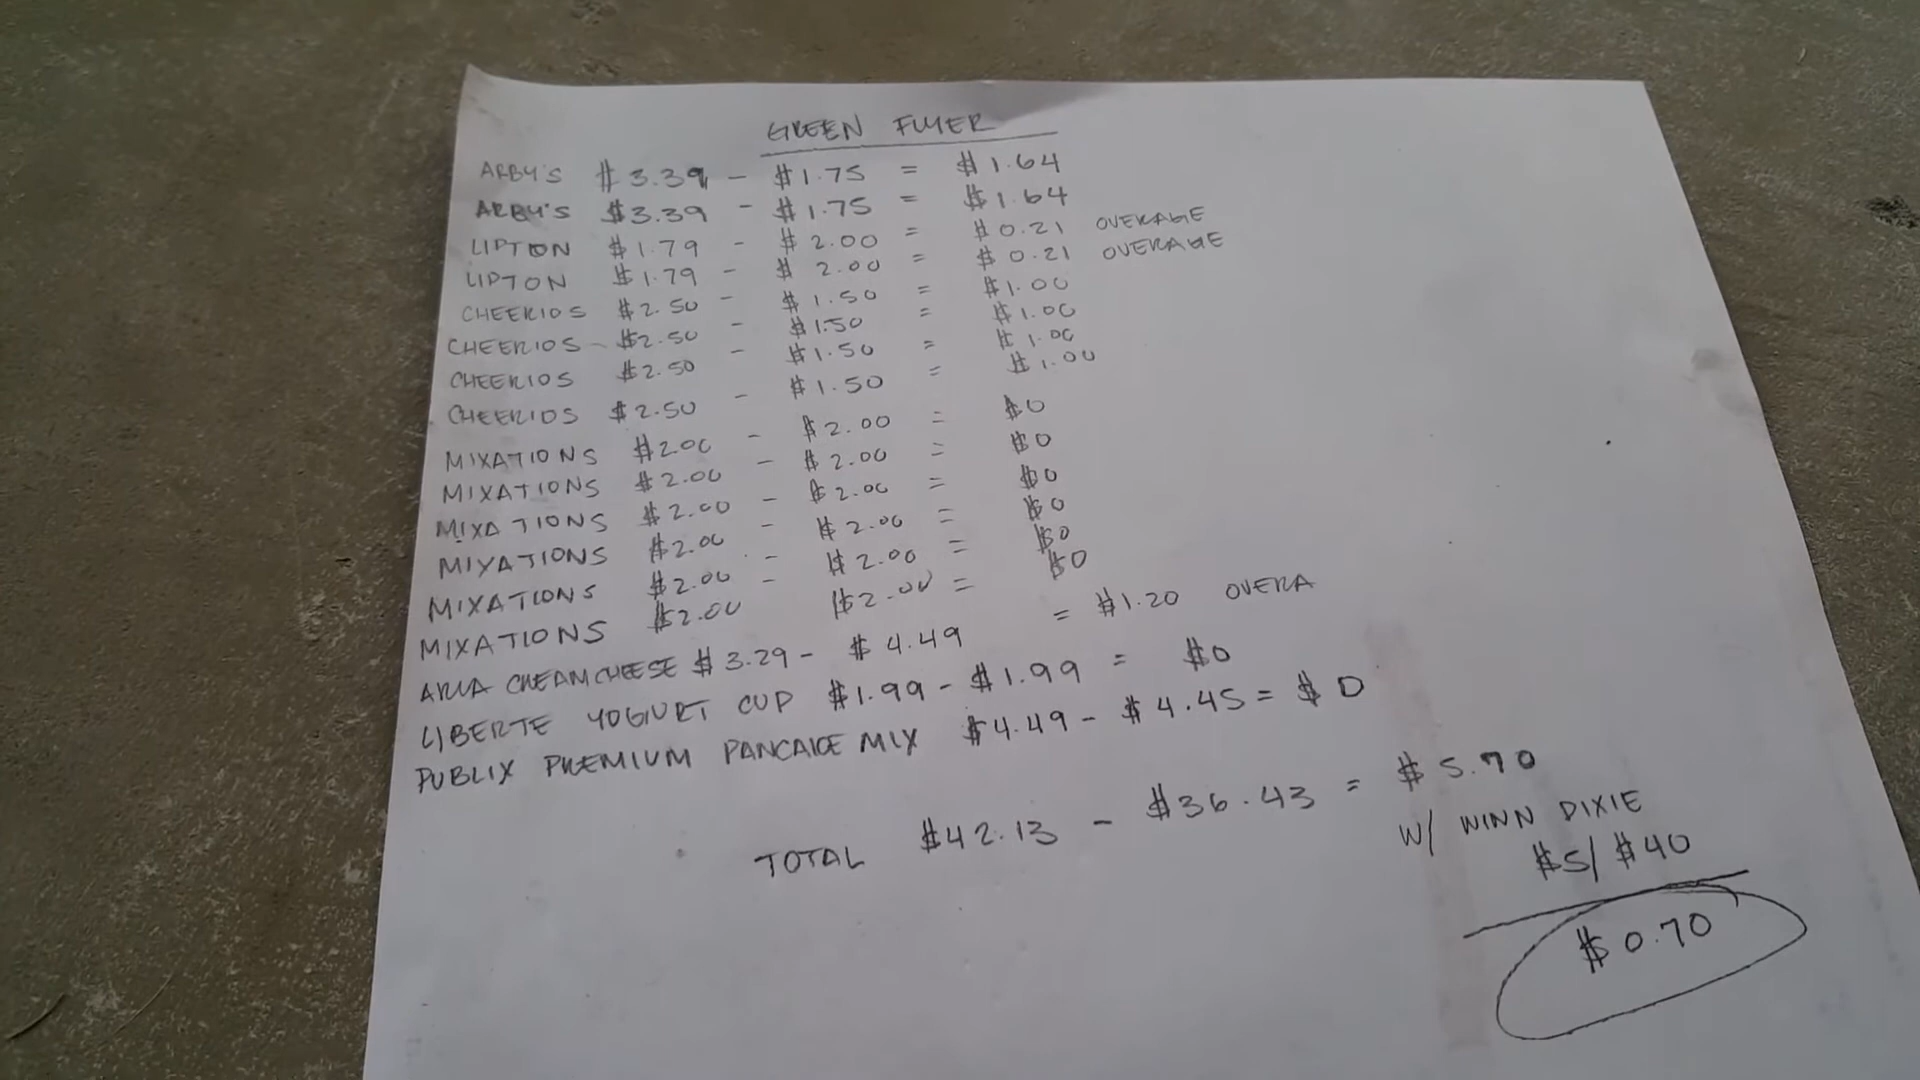 GREEN FLYER
ARBY'S $3.39 - $1.75 = $1.64
ARBY'S $3.39 - $1.75 = $1.64
LIPTON $1.79 - $2.00 = $0.21 OVERAGE
LIPTON $1.79 - $2.00 = $0.21 OVERAGE
CHEERIOS $2.50 - $1.50 = $1.00
CHEERIOS $2.50 - $1.50 = $1.00
CHEERIOS $2.50 - $1.50 = $1.00
CHEERIOS $2.50 - $1.50 = $1.00
MIXATIONS $2.00 - $2.00 = $0
MIXATIONS $2.00 - $2.00 = $0
MIXATIONS $2.00 - $2.00 = $0
MIXATIONS $2.00 - $2.00 = $0
MIXATIONS $2.00 - $2.00 = $0
MIXATIONS $2.00 $2.00 = $0
ARLA CREAMCHEESE $3.29 - $4.49 = $1.20 OVERA
LIBERTE YOGURT CUP $1.99 - $1.99 = $0
PUBLIX PREMIUM PANCAKE MIX $4.49 - $4.45 = $0
TOTAL $42.13 - $36.43 = $5.70
W/ WINN DIXIE
$5/$40
$0.70